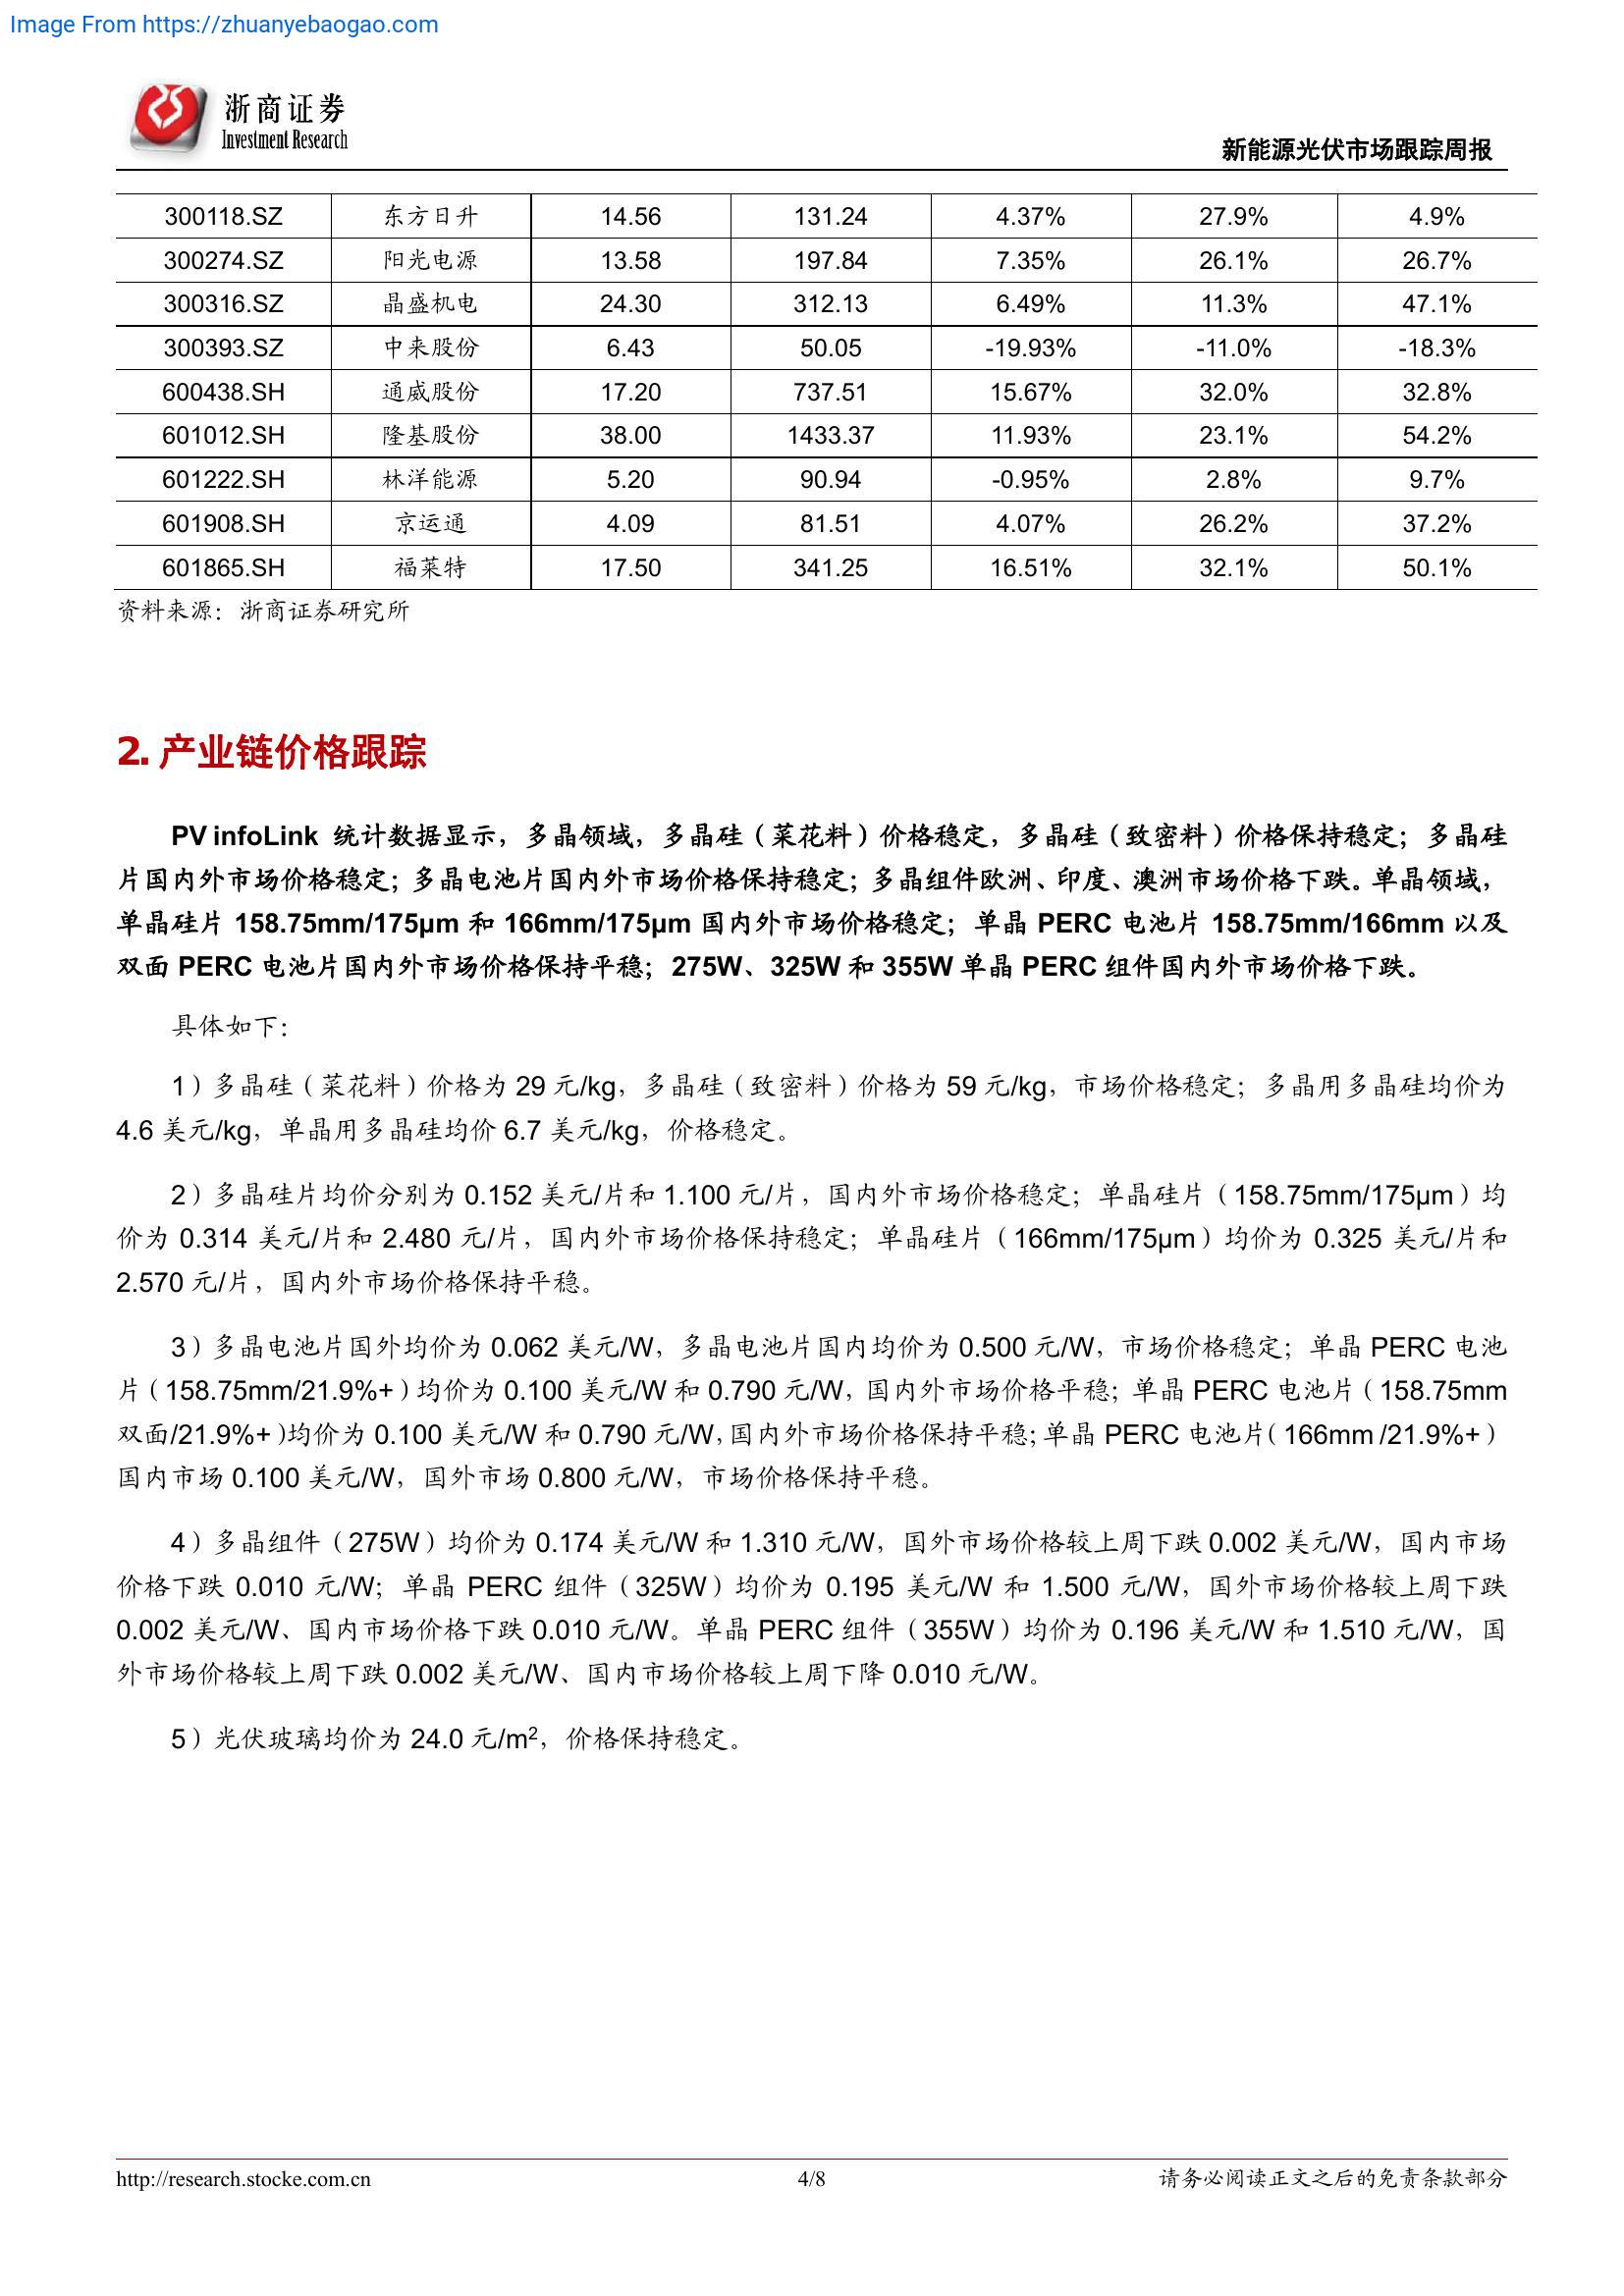 Image From https://zhuanyebaogao.com
浙商证券
Investment Research
新能源光伏市场跟踪周报
300118.SZ 东方日升 14.56 131.24 4.37% 27.9% 4.9%
300274.SZ 阳光电源 13.58 197.84 7.35% 26.1% 26.7%
300316.SZ 晶盛机电 24.30 312.13 6.49% 11.3% 47.1%
300393.SZ 中来股份 6.43 50.05 -19.93% -11.0% -18.3%
600438.SH 通威股份 17.20 737.51 15.67% 32.0% 32.8%
601012.SH 隆基股份 38.00 1433.37 11.93% 23.1% 54.2%
601222.SH 林洋能源 5.20 90.94 -0.95% 2.8% 9.7%
601908.SH 京运通 4.09 81.51 4.07% 26.2% 37.2%
601865.SH 福莱特 17.50 341.25 16.51% 32.1% 50.1%
资料来源：浙商证券研究所
2. 产业链价格跟踪
PV infoLink 统计数据显示，多晶领域，多晶硅（菜花料）价格稳定，多晶硅（致密料）价格保持稳定；多晶硅
片国内外市场价格稳定；多晶电池片国内外市场价格保持稳定；多晶组件欧洲、印度、澳洲市场价格下跌。单晶领域，
单晶硅片 158.75mm/175μm 和 166mm/175μm 国内外市场价格稳定；单晶 PERC 电池片 158.75mm/166mm 以及
双面 PERC 电池片国内外市场价格保持平稳；275W、325W 和 355W 单晶 PERC 组件国内外市场价格下跌。
具体如下：
1）多晶硅（菜花料）价格为 29 元/kg，多晶硅（致密料）价格为 59 元/kg，市场价格稳定；多晶用多晶硅均价为
4.6 美元/kg，单晶用多晶硅均价 6.7 美元/kg，价格稳定。
2）多晶硅片均价分别为 0.152 美元/片和 1.100 元/片，国内外市场价格稳定；单晶硅片（158.75mm/175μm）均
价为 0.314 美元/片和 2.480 元/片，国内外市场价格保持稳定；单晶硅片（166mm/175μm）均价为 0.325 美元/片和
2.570 元/片，国内外市场价格保持平稳。
3）多晶电池片国外均价为 0.062 美元/W，多晶电池片国内均价为 0.500 元/W，市场价格稳定；单晶 PERC 电池
片（158.75mm/21.9%+）均价为 0.100 美元/W 和 0.790 元/W，国内外市场价格平稳；单晶 PERC 电池片（158.75mm
双面/21.9%+）均价为 0.100 美元/W 和 0.790 元/W，国内外市场价格保持平稳；单晶 PERC 电池片（166mm /21.9%+）
国内市场 0.100 美元/W，国外市场 0.800 元/W，市场价格保持平稳。
4）多晶组件（275W）均价为 0.174 美元/W 和 1.310 元/W，国外市场价格较上周下跌 0.002 美元/W，国内市场
价格下跌 0.010 元/W；单晶 PERC 组件（325W）均价为 0.195 美元/W 和 1.500 元/W，国外市场价格较上周下跌
0.002 美元/W、国内市场价格下跌 0.010 元/W。单晶 PERC 组件（355W）均价为 0.196 美元/W 和 1.510 元/W，国
外市场价格较上周下跌 0.002 美元/W、国内市场价格较上周下降 0.010 元/W。
5）光伏玻璃均价为 24.0 元/m²，价格保持稳定。
http://research.stocke.com.cn 4/8 请务必阅读正文之后的免责条款部分